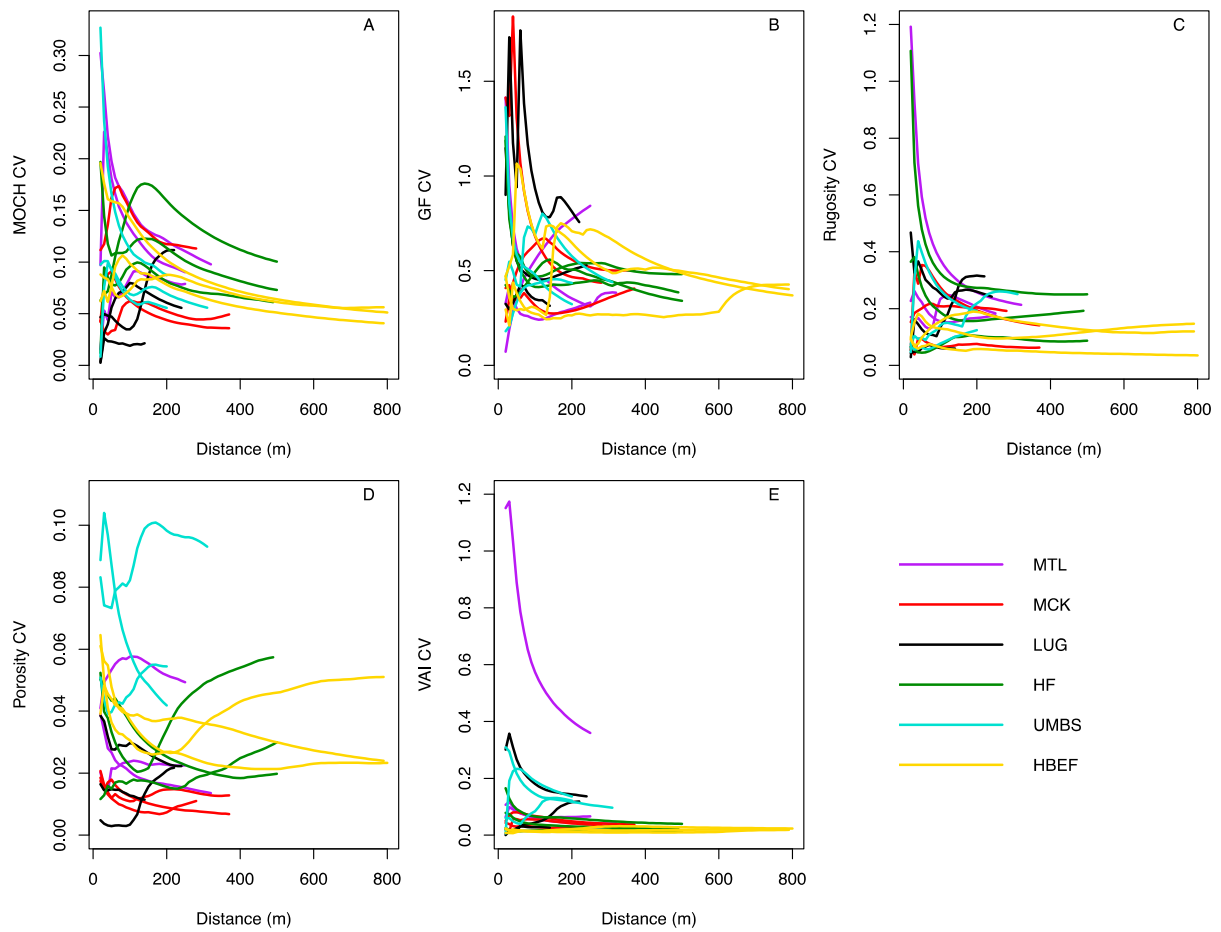 A
MOCH CV
0.00 0.05 0.10 0.15 0.20 0.25 0.30
0 200 400 600 800
Distance (m)
B
GF CV
0.0 0.5 1.0 1.5
0 200 400 600 800
Distance (m)
C
Rugosity CV
0.0 0.2 0.4 0.6 0.8 1.0 1.2
0 200 400 600 800
Distance (m)
D
Porosity CV
0.00 0.02 0.04 0.06 0.08 0.10
0 200 400 600 800
Distance (m)
E
VAI CV
0.0 0.2 0.4 0.6 0.8 1.0 1.2
0 200 400 600 800
Distance (m)
MTL
MCK
LUG
HF
UMBS
HBEF